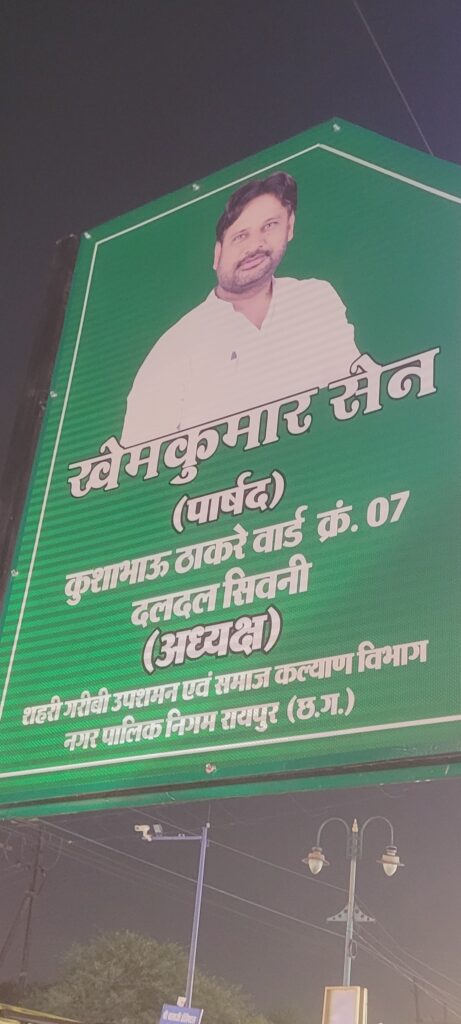 खेमकुमार सेन
(पार्षद)
कुशाभाऊ ठाकरे वार्ड क्रं. 07
दलदल सिवनी
(अध्यक्ष)
शहरी गरीबी उपशमन एवं समाज कल्याण विभाग
नगर पालिक निगम रायपुर (छ.ग.)